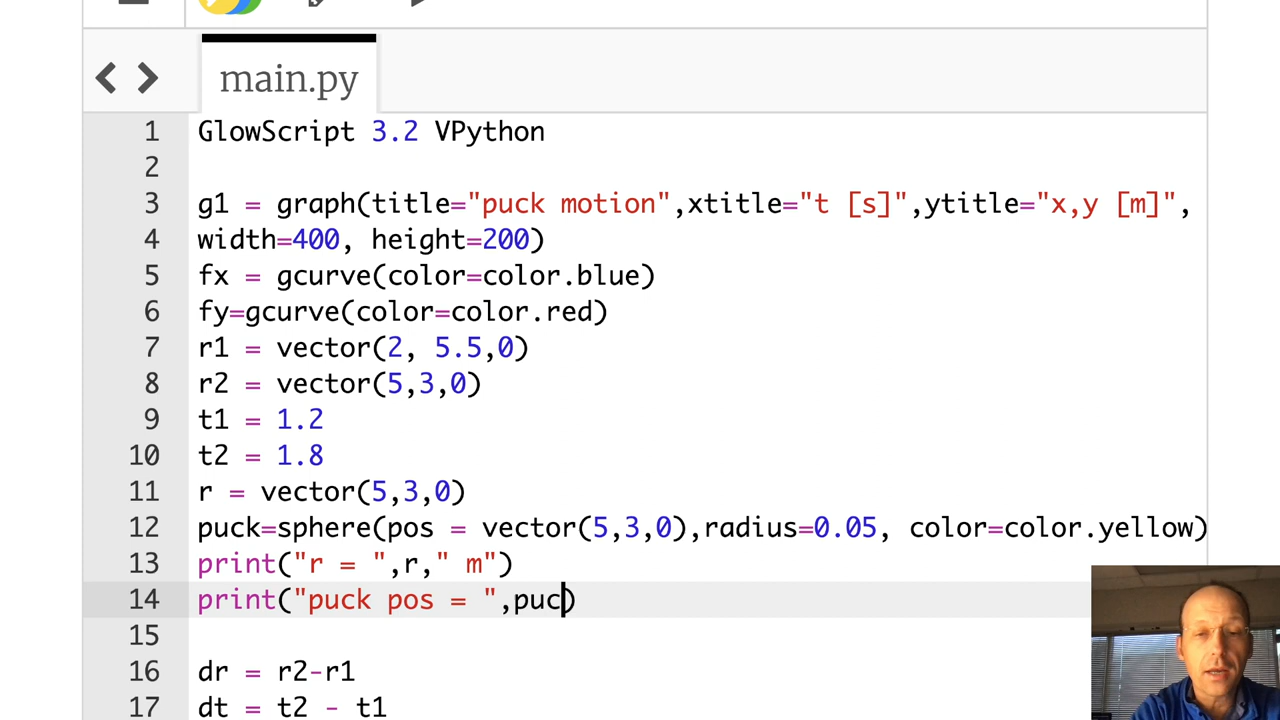 main.py
1 GlowScript 3.2 VPython
2
3 g1 = graph(title="puck motion",xtitle="t [s]",ytitle="x,y [m]",
4 width=400, height=200)
5 fx = gcurve(color=color.blue)
6 fy=gcurve(color=color.red)
7 r1 = vector(2, 5.5,0)
8 r2 = vector(5,3,0)
9 t1 = 1.2
10 t2 = 1.8
11 r = vector(5,3,0)
12 puck=sphere(pos = vector(5,3,0),radius=0.05, color=color.yellow)
13 print("r = ",r," m")
14 print("puck pos = ",puc)
15
16 dr = r2-r1
17 dt = t2 - t1